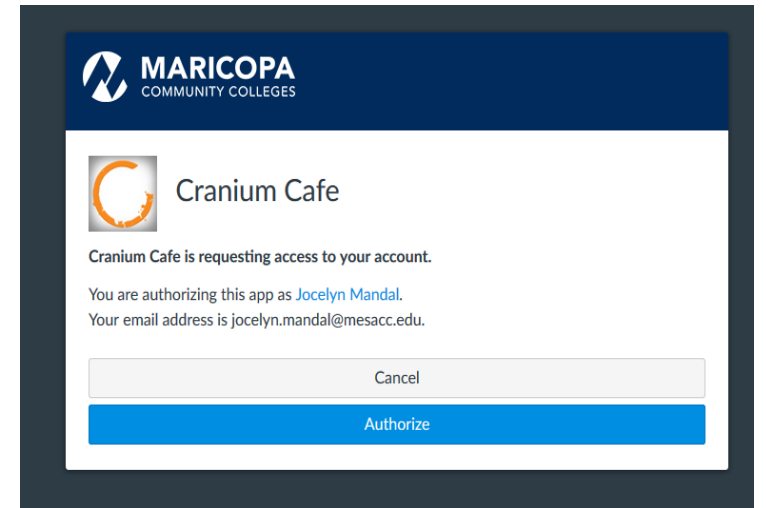 MARICOPA
COMMUNITY COLLEGES
Cranium Cafe
Cranium Cafe is requesting access to your account.
You are authorizing this app as Jocelyn Mandal.
Your email address is jocelyn.mandal@mesacc.edu.
Cancel
Authorize